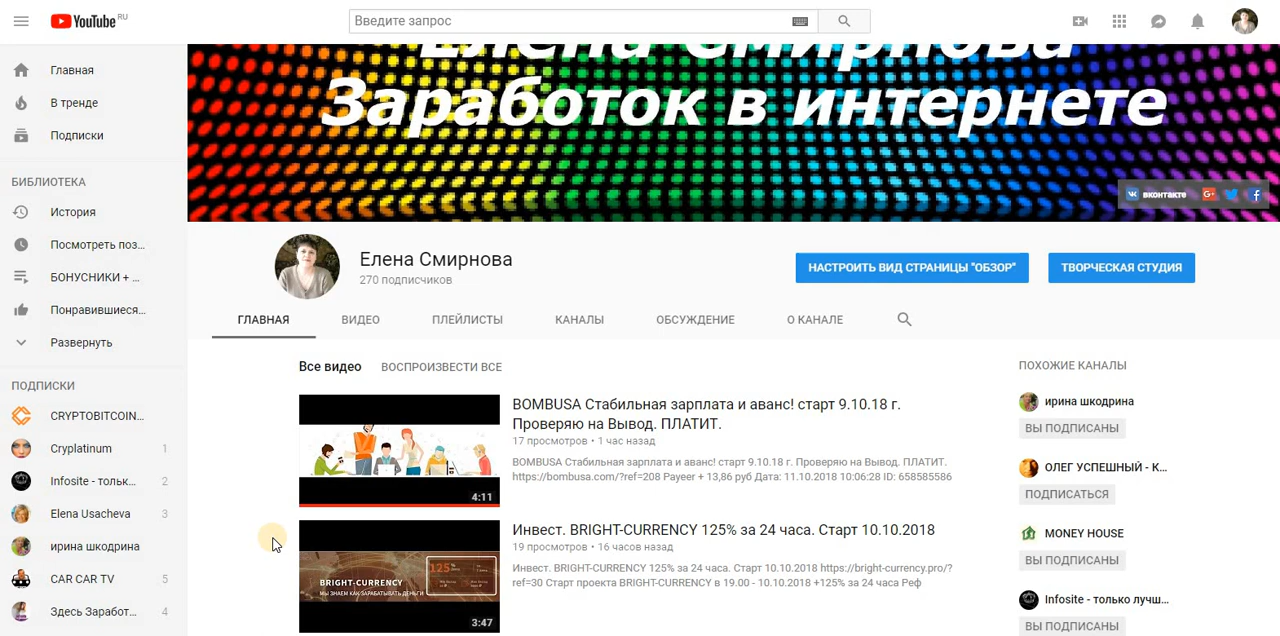 YouTube RU
Введите запрос
Елена Смирнова
Заработок в интернете
вконтакте
Главная
В тренде
Подписки
БИБЛИОТЕКА
История
Посмотреть поз...
БОНУСНИКИ + ...
Понравившиеся...
Развернуть
ПОДПИСКИ
CRYPTOBITCOIN...
Cryplatinum 1
Infosite - тольк... 2
Elena Usacheva 3
ирина шкодрина
CAR CAR TV 5
Здесь Заработ... 4
Елена Смирнова
270 подписчиков
НАСТРОИТЬ ВИД СТРАНИЦЫ "ОБЗОР"
ТВОРЧЕСКАЯ СТУДИЯ
ГЛАВНАЯ ВИДЕО ПЛЕЙЛИСТЫ КАНАЛЫ ОБСУЖДЕНИЕ О КАНАЛЕ
Все видео ВОСПРОИЗВЕСТИ ВСЕ
4:11
BOMBUSA Стабильная зарплата и аванс! старт 9.10.18 г.
Проверяю на Вывод. ПЛАТИТ.
17 просмотров • 1 час назад
BOMBUSA Стабильная зарплата и аванс! старт 9.10.18 г. Проверяю на Вывод. ПЛАТИТ.
https://bombusa.com/?ref=208 Payeer + 13,86 руб Дата: 11.10.2018 10:06:28 ID: 658585586
BRIGHT-CURRENCY
МЫ ЗНАЕМ КАК ЗАРАБАТЫВАТЬ ДЕНЬГИ
125%
3:47
Инвест. BRIGHT-CURRENCY 125% за 24 часа. Старт 10.10.2018
19 просмотров • 16 часов назад
Инвест. BRIGHT-CURRENCY 125% за 24 часа. Старт 10.10.2018 https://bright-currency.pro/?
ref=30 Старт проекта BRIGHT-CURRENCY в 19.00 - 10.10.2018 +125% за 24 часа Реф
ПОХОЖИЕ КАНАЛЫ
ирина шкодрина
ВЫ ПОДПИСАНЫ
ОЛЕГ УСПЕШНЫЙ - К...
ПОДПИСАТЬСЯ
MONEY HOUSE
ВЫ ПОДПИСАНЫ
Infosite - только лучш...
ВЫ ПОДПИСАНЫ